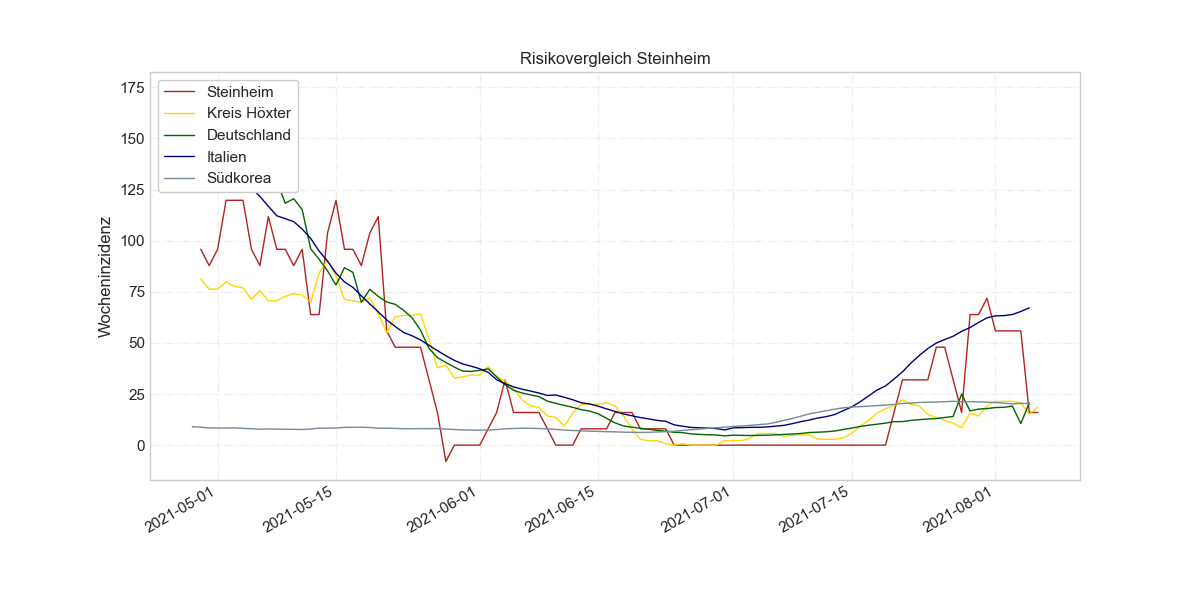 Risikovergleich Steinheim
Wocheninzidenz
175
150
125
100
75
50
25
0
Steinheim
Kreis Höxter
Deutschland
Italien
Südkorea
2021-05-01
2021-05-15
2021-06-01
2021-06-15
2021-07-01
2021-07-15
2021-08-01